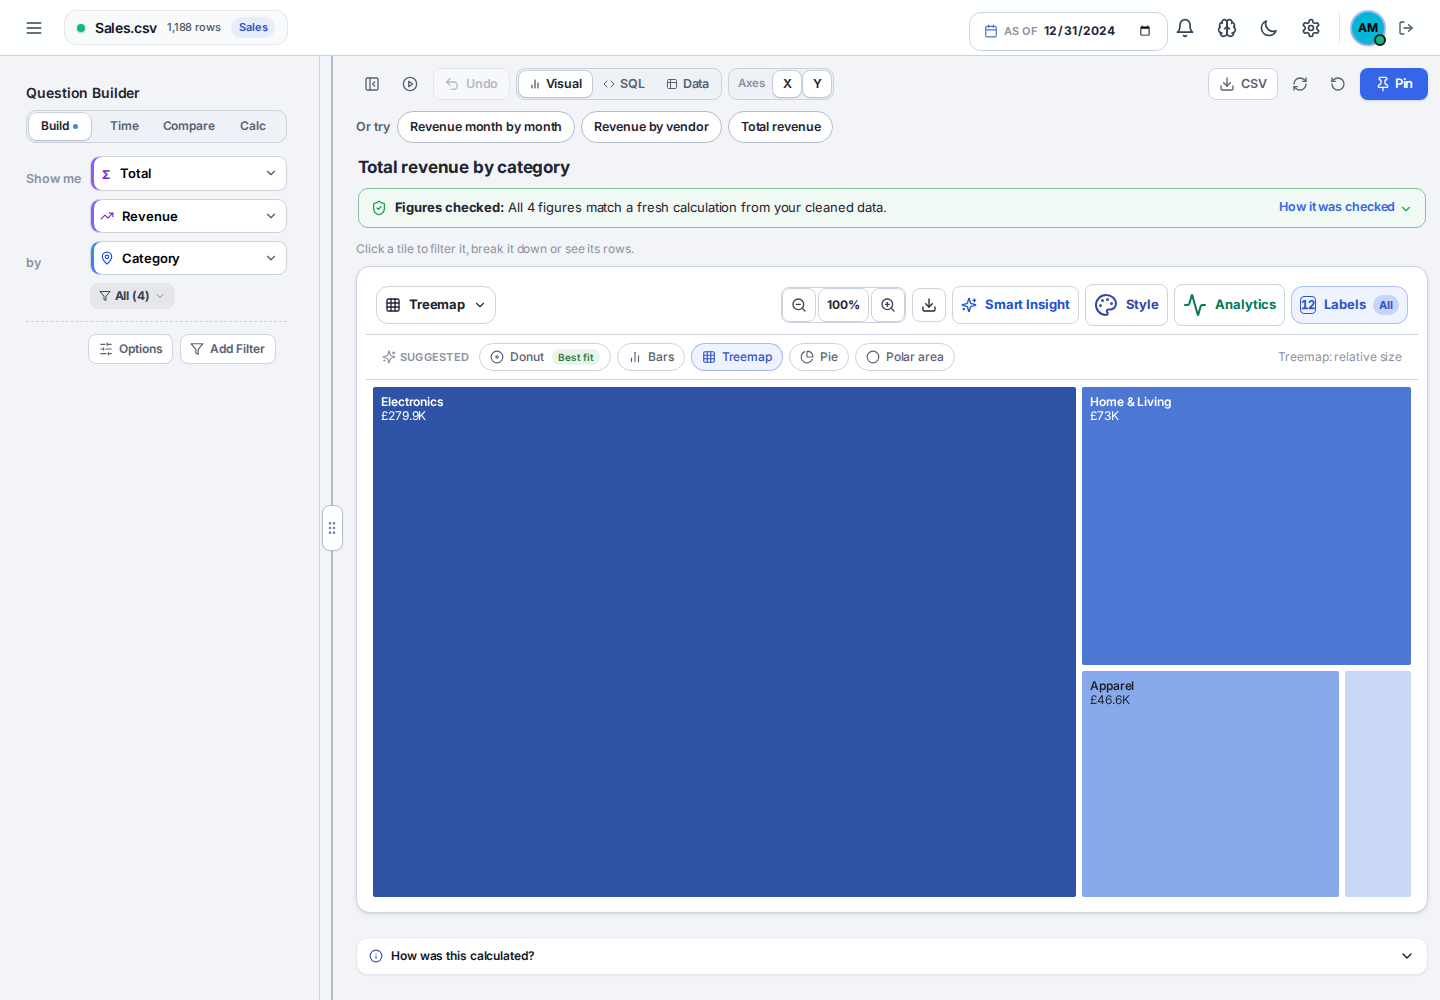 Sales.csv 1,188 rows Sales
AS OF 12/31/2024
AM
Question Builder
Build Time Compare Calc
Show me Total
Revenue
by Category
All (4)
Options Add Filter
Undo Visual SQL Data Axes X Y CSV Pin
Or try Revenue month by month Revenue by vendor Total revenue
Total revenue by category
Figures checked: All 4 figures match a fresh calculation from your cleaned data. How it was checked
Click a tile to filter it, break it down or see its rows.
Treemap 100% Smart Insight Style Analytics 12 Labels All
SUGGESTED Donut Best fit Bars Treemap Pie Polar area Treemap: relative size
Electronics
£279.9K
Home & Living
£73K
Apparel
£46.6K
How was this calculated?